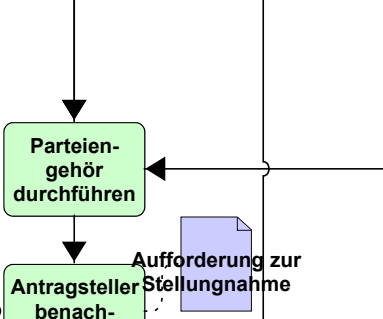 Parteien-
gehör
durchführen
Aufforderung zur
Stellungnahme
Antragsteller
benach-